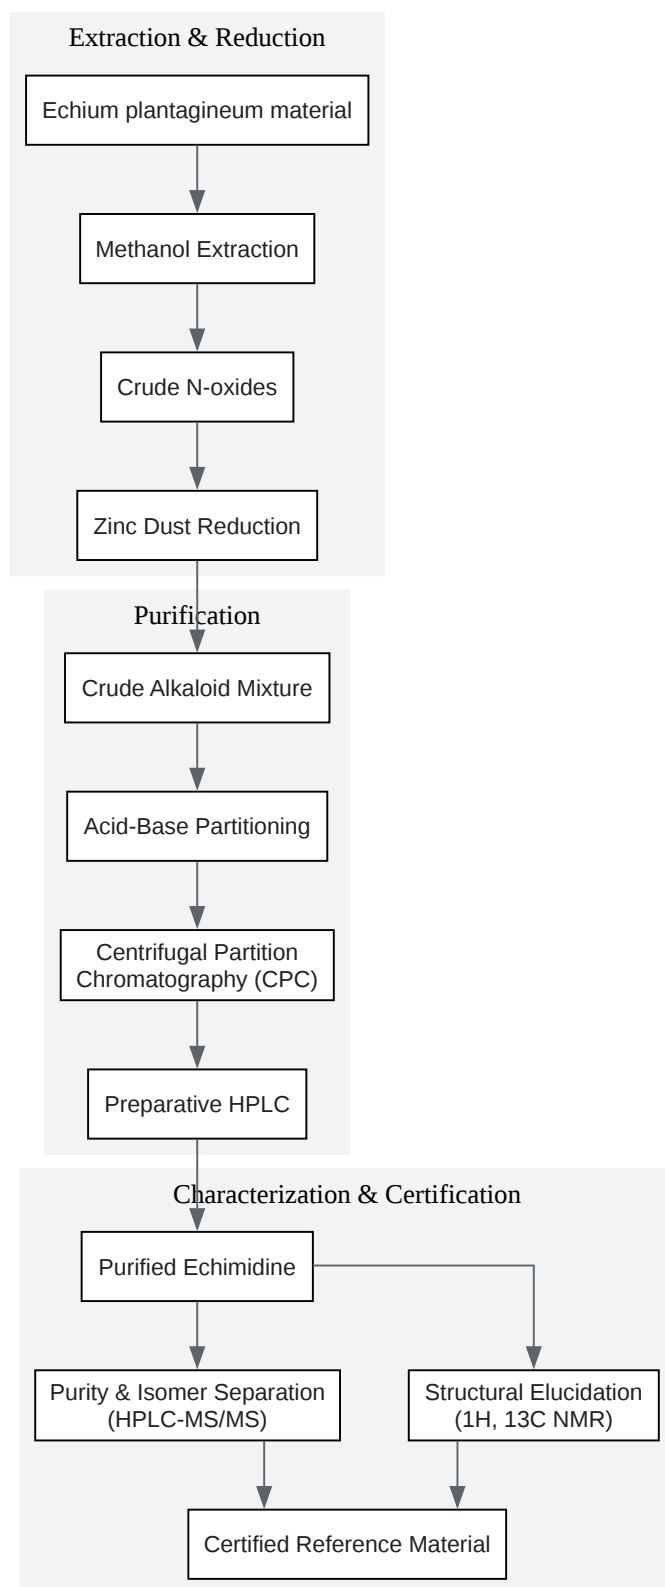 Extraction & Reduction
Echium plantagineum material
Methanol Extraction
Crude N-oxides
Zinc Dust Reduction
Purification
Crude Alkaloid Mixture
Acid-Base Partitioning
Centrifugal Partition
Chromatography (CPC)
Preparative HPLC
Characterization & Certification
Purified Echimidine
Purity & Isomer Separation
(HPLC-MS/MS)
Structural Elucidation
(1H, 13C NMR)
Certified Reference Material